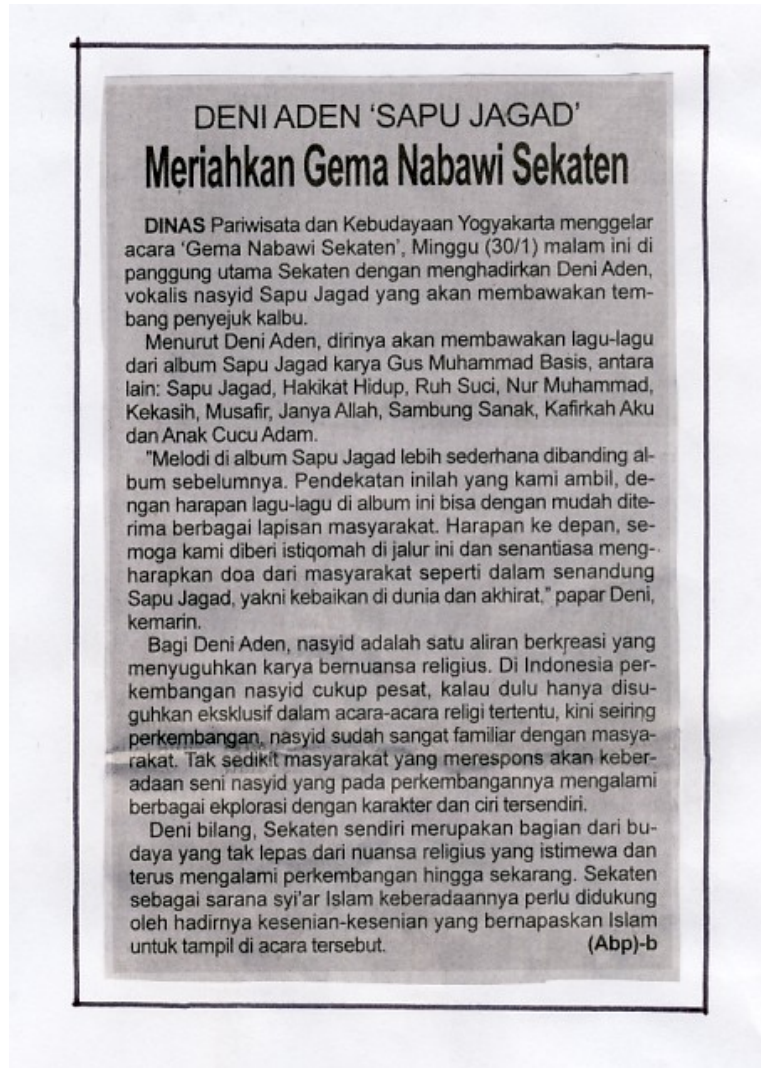 DENI ADEN 'SAPU JAGAD'
Meriahkan Gema Nabawi Sekaten
DINAS Pariwisata dan Kebudayaan Yogyakarta menggelar
acara 'Gema Nabawi Sekaten', Minggu (30/1) malam ini di
panggung utama Sekaten dengan menghadirkan Deni Aden,
vokalis nasyid Sapu Jagad yang akan membawakan tem-
bang penyejuk kalbu.
Menurut Deni Aden, dirinya akan membawakan lagu-lagu
dari album Sapu Jagad karya Gus Muhammad Basis, antara
lain: Sapu Jagad, Hakikat Hidup, Ruh Suci, Nur Muhammad,
Kekasih, Musafir, Janya Allah, Sambung Sanak, Kafirkah Aku
dan Anak Cucu Adam.
"Melodi di album Sapu Jagad lebih sederhana dibanding al-
bum sebelumnya. Pendekatan inilah yang kami ambil, de-
ngan harapan lagu-lagu di album ini bisa dengan mudah dite-
rima berbagai lapisan masyarakat. Harapan ke depan, se-
moga kami diberi istiqomah di jalur ini dan senantiasa meng-
harapkan doa dari masyarakat seperti dalam senandung
Sapu Jagad, yakni kebaikan di dunia dan akhirat," papar Deni,
kemarin.
Bagi Deni Aden, nasyid adalah satu aliran berkreasi yang
menyuguhkan karya bernuansa religius. Di Indonesia per-
kembangan nasyid cukup pesat, kalau dulu hanya disu-
guhkan eksklusif dalam acara-acara religi tertentu, kini seiring
perkembangan, nasyid sudah sangat familiar dengan masya-
rakat. Tak sedikit masyarakat yang merespons akan keber-
adaan seni nasyid yang pada perkembangannya mengalami
berbagai ekplorasi dengan karakter dan ciri tersendiri.
Deni bilang, Sekaten sendiri merupakan bagian dari bu-
daya yang tak lepas dari nuansa religius yang istimewa dan
terus mengalami perkembangan hingga sekarang. Sekaten
sebagai sarana syi'ar Islam keberadaannya perlu didukung
oleh hadirnya kesenian-kesenian yang bernapaskan Islam
untuk tampil di acara tersebut. (Abp)-b